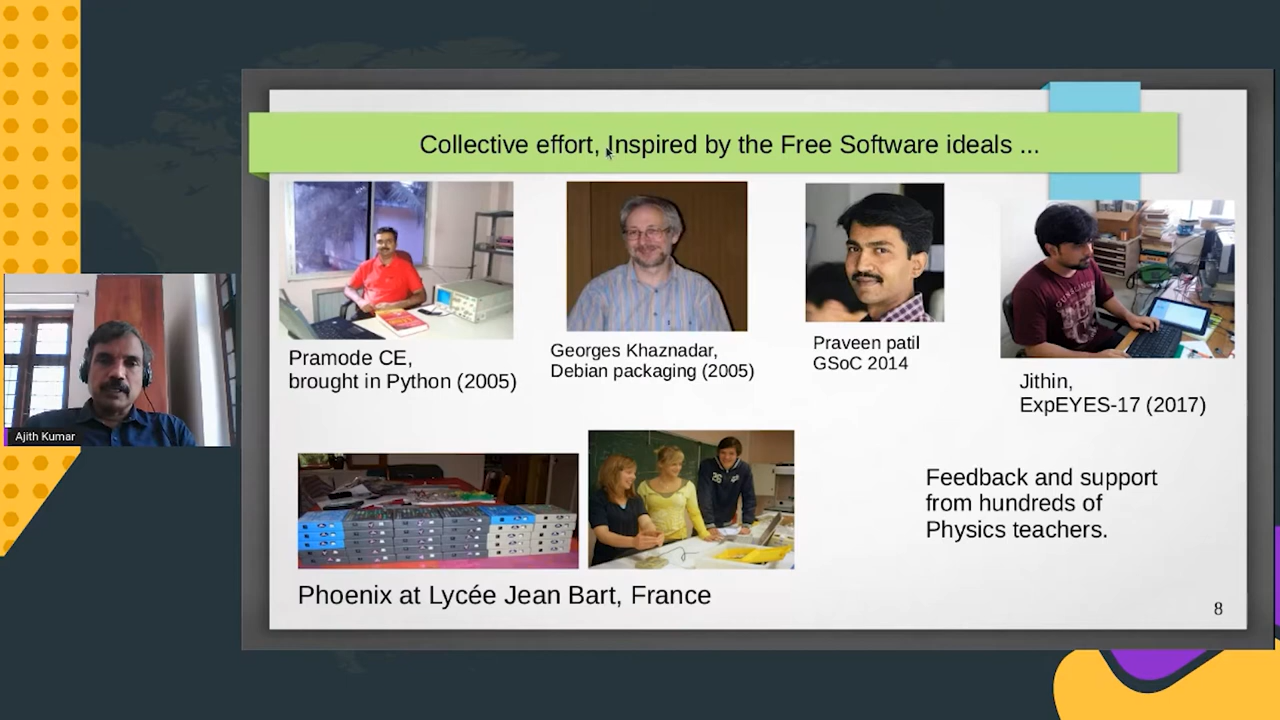 Collective effort, Inspired by the Free Software ideals ...
Pramode CE,
brought in Python (2005)
Georges Khaznadar,
Debian packaging (2005)
Praveen patil
GSoC 2014
Jithin,
ExpEYES-17 (2017)
Ajith Kumar
Feedback and support
from hundreds of
Physics teachers.
Phoenix at Lycée Jean Bart, France
8